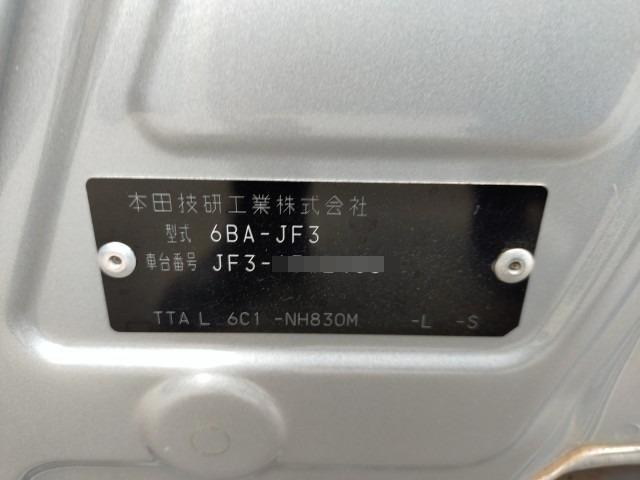 本田技研工業株式会社
型式 6BA-JF3
車台番号 JF3-
TTA L 6C1 -NH830M -L -S